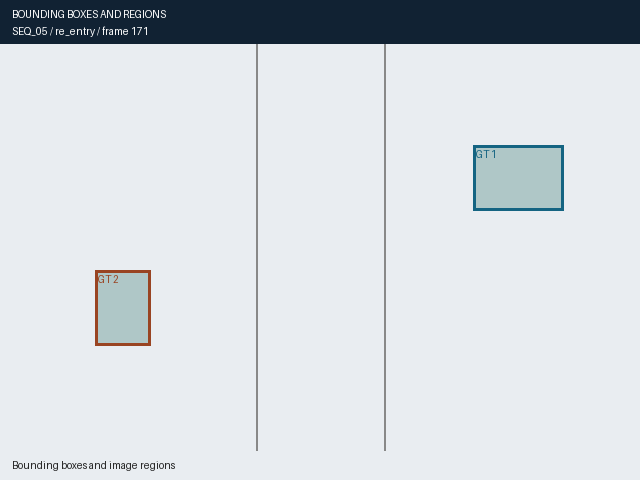 BOUNDING BOXES AND REGIONS
SEQ_05 / re_entry / frame 171
GT1
GT2
Bounding boxes and image regions